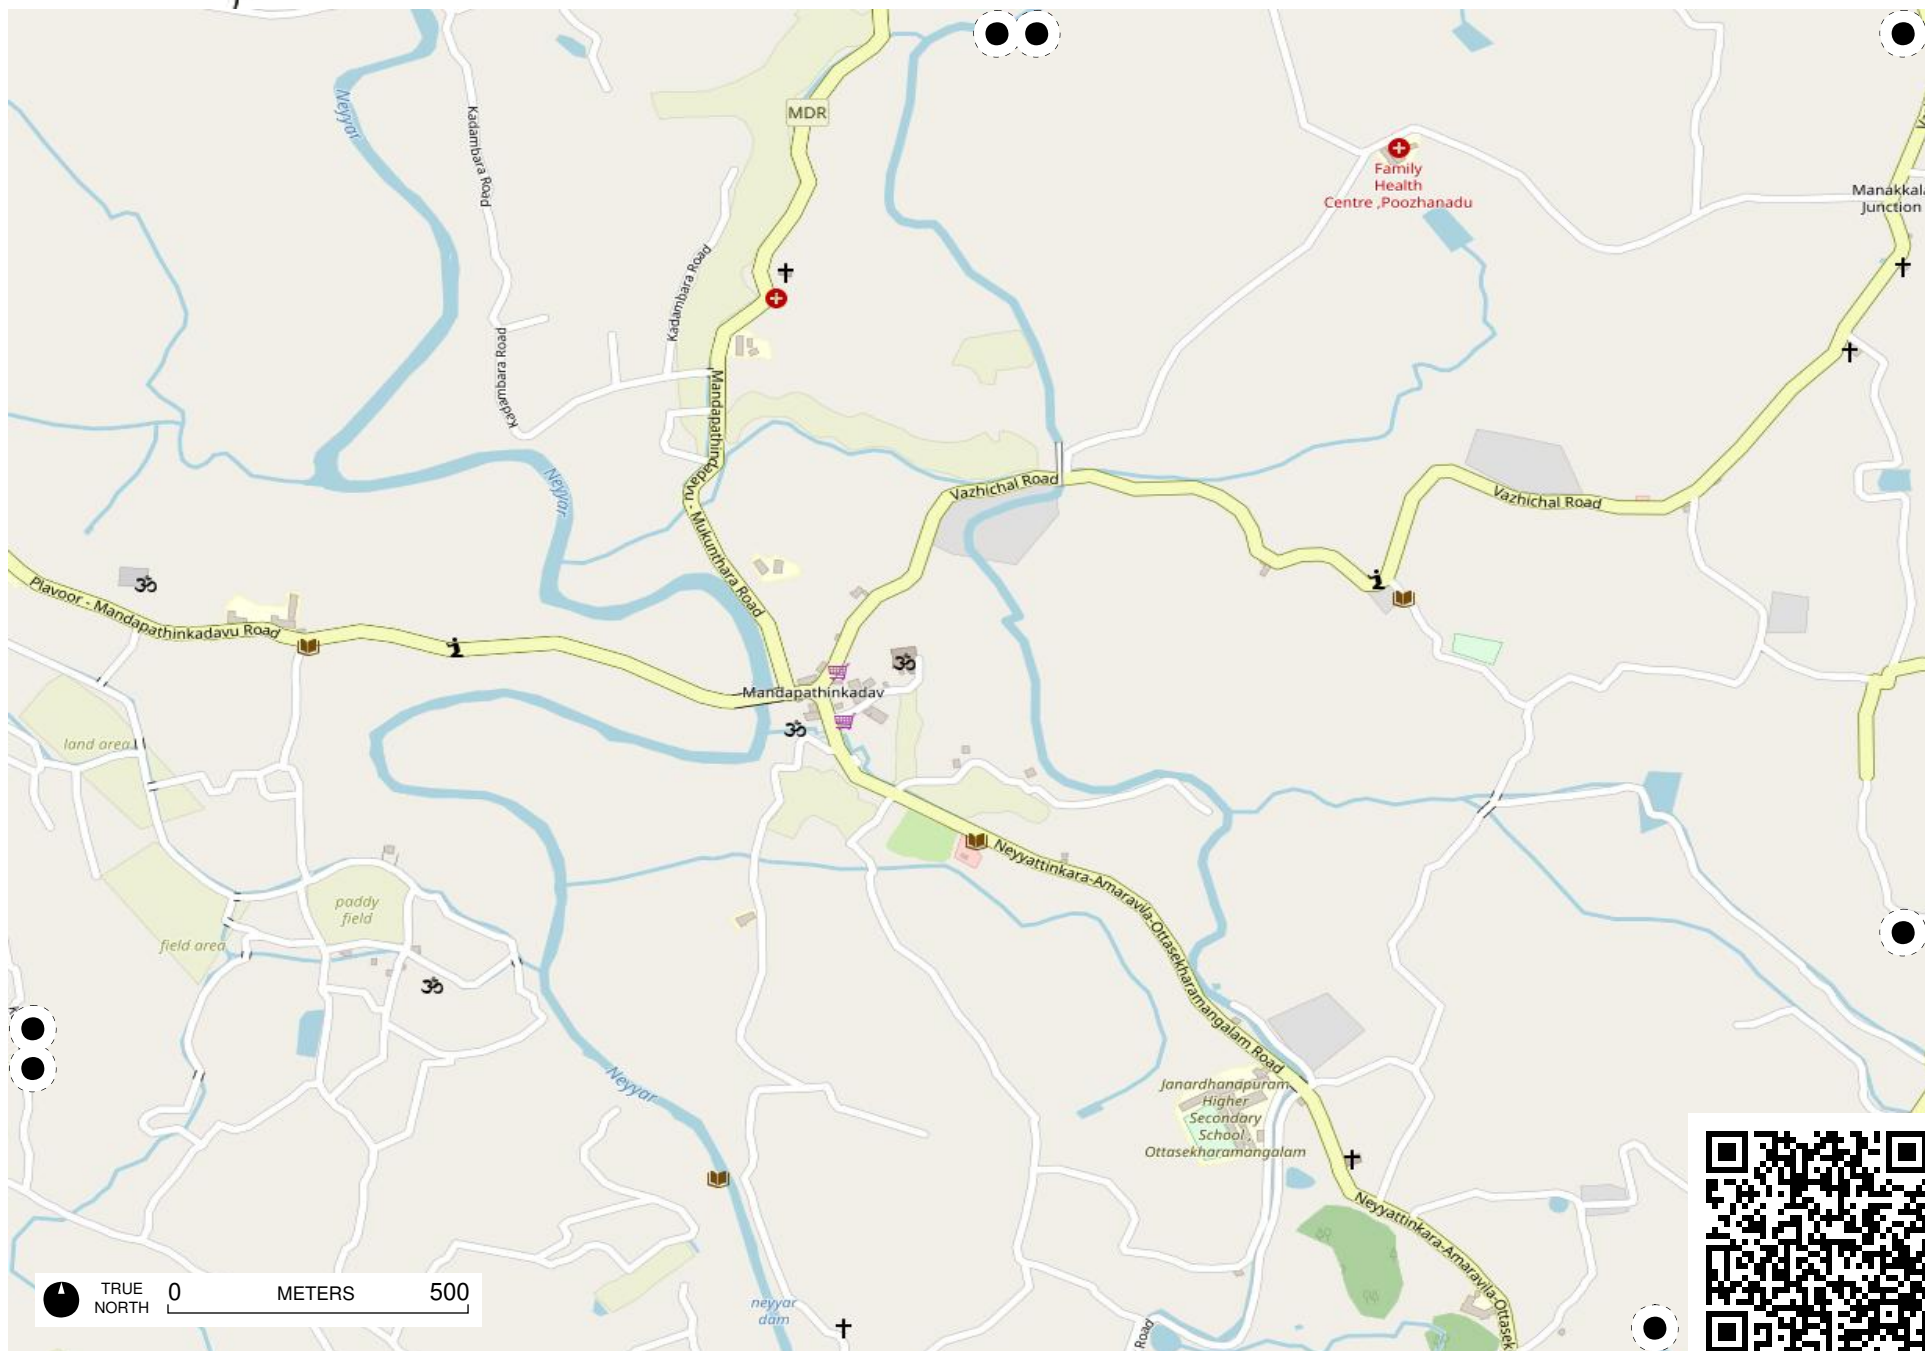 MDR
Neyyar
Kadambara Road
Family
Health
Centre ,Poozhanadu
Junction
Kadambara Road
Kadambara Road
Mandapathindadavu - Mukunthara Road
Neyyar
Vazhichal Road
Vazhichal Road
Plavoor - Mandapathinkadavu Road
Mandapathinkadav
land area
Neyyattinkara-Amaravila-Ottasekharamangalam Road
paddy
field
field area
Neyyar
Janardhanapuram
Higher
Secondary
School ,
Ottasekharamangalam
Neyyattinkara-Amaravila-Ottasek
TRUE
NORTH
0 METERS 500
neyyar
dam
Road